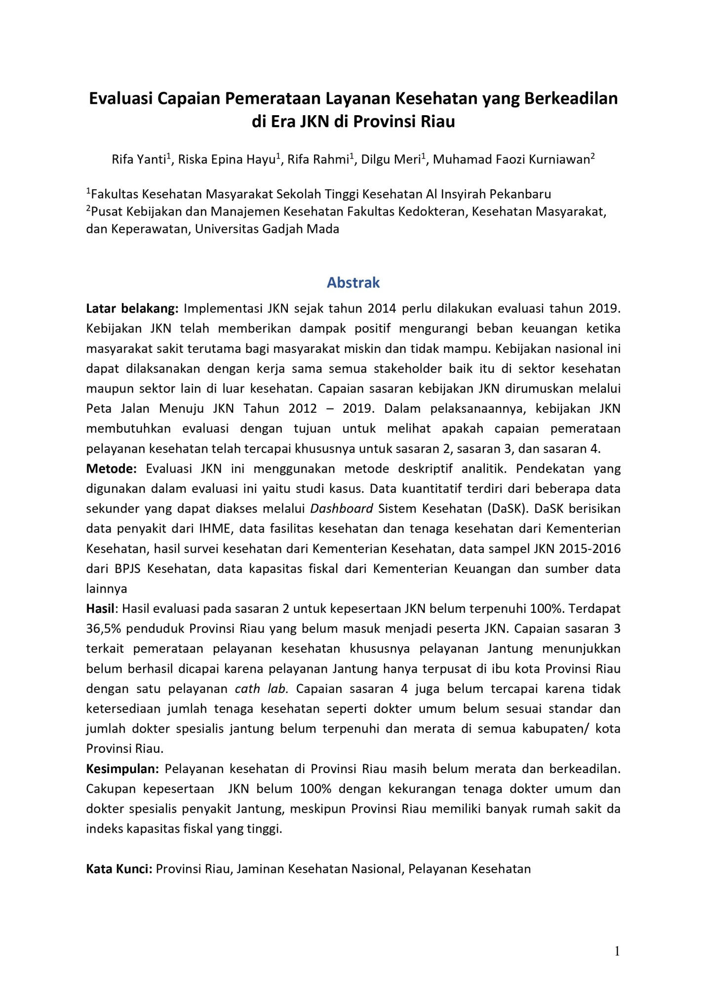 Evaluasi Capaian Pemerataan Layanan Kesehatan yang Berkeadilan
di Era JKN di Provinsi Riau
Rifa Yanti¹, Riska Epina Hayu¹, Rifa Rahmi¹, Dilgu Meri¹, Muhamad Faozi Kurniawan²
¹Fakultas Kesehatan Masyarakat Sekolah Tinggi Kesehatan Al Insyirah Pekanbaru
²Pusat Kebijakan dan Manajemen Kesehatan Fakultas Kedokteran, Kesehatan Masyarakat,
dan Keperawatan, Universitas Gadjah Mada
Abstrak
Latar belakang: Implementasi JKN sejak tahun 2014 perlu dilakukan evaluasi tahun 2019.
Kebijakan JKN telah memberikan dampak positif mengurangi beban keuangan ketika
masyarakat sakit terutama bagi masyarakat miskin dan tidak mampu. Kebijakan nasional ini
dapat dilaksanakan dengan kerja sama semua stakeholder baik itu di sektor kesehatan
maupun sektor lain di luar kesehatan. Capaian sasaran kebijakan JKN dirumuskan melalui
Peta Jalan Menuju JKN Tahun 2012 – 2019. Dalam pelaksanaannya, kebijakan JKN
membutuhkan evaluasi dengan tujuan untuk melihat apakah capaian pemerataan
pelayanan kesehatan telah tercapai khususnya untuk sasaran 2, sasaran 3, dan sasaran 4.
Metode: Evaluasi JKN ini menggunakan metode deskriptif analitik. Pendekatan yang
digunakan dalam evaluasi ini yaitu studi kasus. Data kuantitatif terdiri dari beberapa data
sekunder yang dapat diakses melalui Dashboard Sistem Kesehatan (DaSK). DaSK berisikan
data penyakit dari IHME, data fasilitas kesehatan dan tenaga kesehatan dari Kementerian
Kesehatan, hasil survei kesehatan dari Kementerian Kesehatan, data sampel JKN 2015-2016
dari BPJS Kesehatan, data kapasitas fiskal dari Kementerian Keuangan dan sumber data
lainnya
Hasil: Hasil evaluasi pada sasaran 2 untuk kepesertaan JKN belum terpenuhi 100%. Terdapat
36,5% penduduk Provinsi Riau yang belum masuk menjadi peserta JKN. Capaian sasaran 3
terkait pemerataan pelayanan kesehatan khususnya pelayanan Jantung menunjukkan
belum berhasil dicapai karena pelayanan Jantung hanya terpusat di ibu kota Provinsi Riau
dengan satu pelayanan cath lab. Capaian sasaran 4 juga belum tercapai karena tidak
ketersediaan jumlah tenaga kesehatan seperti dokter umum belum sesuai standar dan
jumlah dokter spesialis jantung belum terpenuhi dan merata di semua kabupaten/ kota
Provinsi Riau.
Kesimpulan: Pelayanan kesehatan di Provinsi Riau masih belum merata dan berkeadilan.
Cakupan kepesertaan JKN belum 100% dengan kekurangan tenaga dokter umum dan
dokter spesialis penyakit Jantung, meskipun Provinsi Riau memiliki banyak rumah sakit da
indeks kapasitas fiskal yang tinggi.
Kata Kunci: Provinsi Riau, Jaminan Kesehatan Nasional, Pelayanan Kesehatan
1